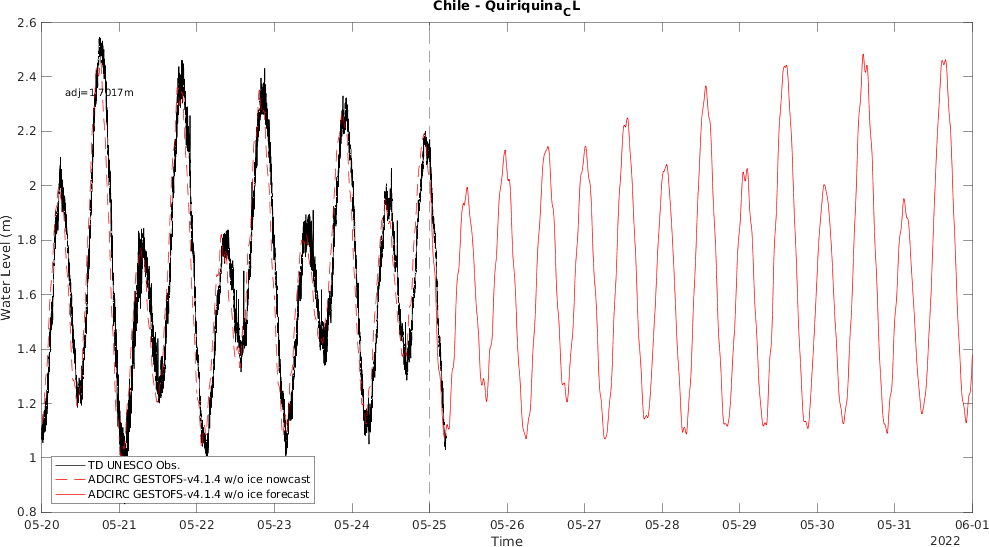 Chile - Quiriquina_CL
2.6
2.4
adj=1.7017m
2.2
2
1.8
Water Level (m)
1.6
1.4
1.2
1
TD UNESCO Obs.
ADCIRC GESTOFS-v4.1.4 w/o ice nowcast
ADCIRC GESTOFS-v4.1.4 w/o ice forecast
0.8
05-20 05-21 05-22 05-23 05-24 05-25 05-26 05-27 05-28 05-29 05-30 05-31 06-01
Time
2022